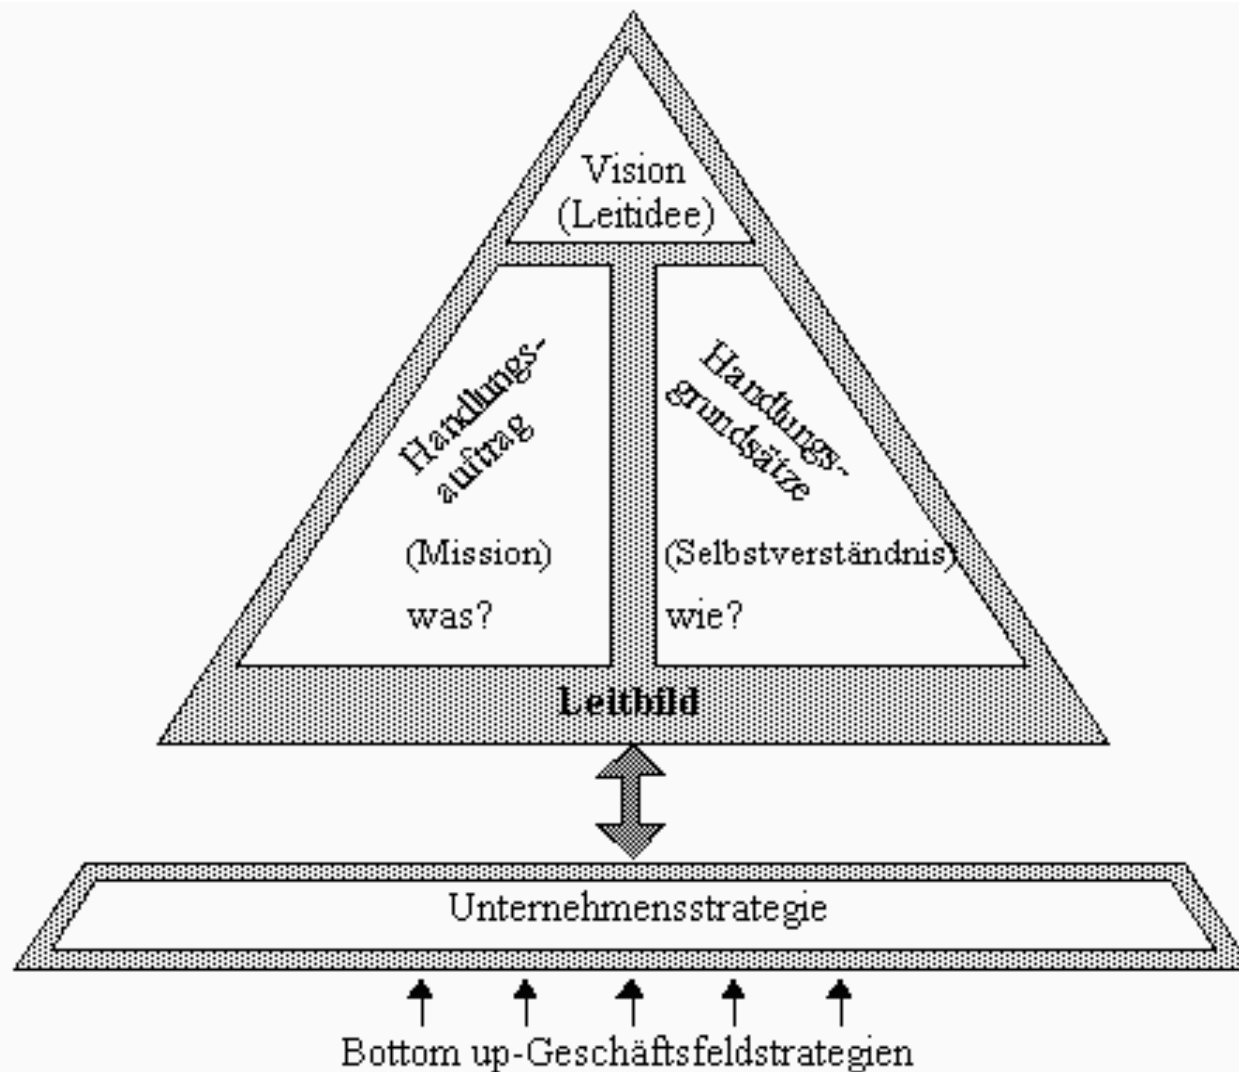 Vision
(Leitidee)
Handlungs-
auftrag
(Mission)
was?
Handlungs-
grundsätze
(Selbstverständnis)
wie?
Leitbild
Unternehmensstrategie
Bottom up-Geschäftsfeldstrategien